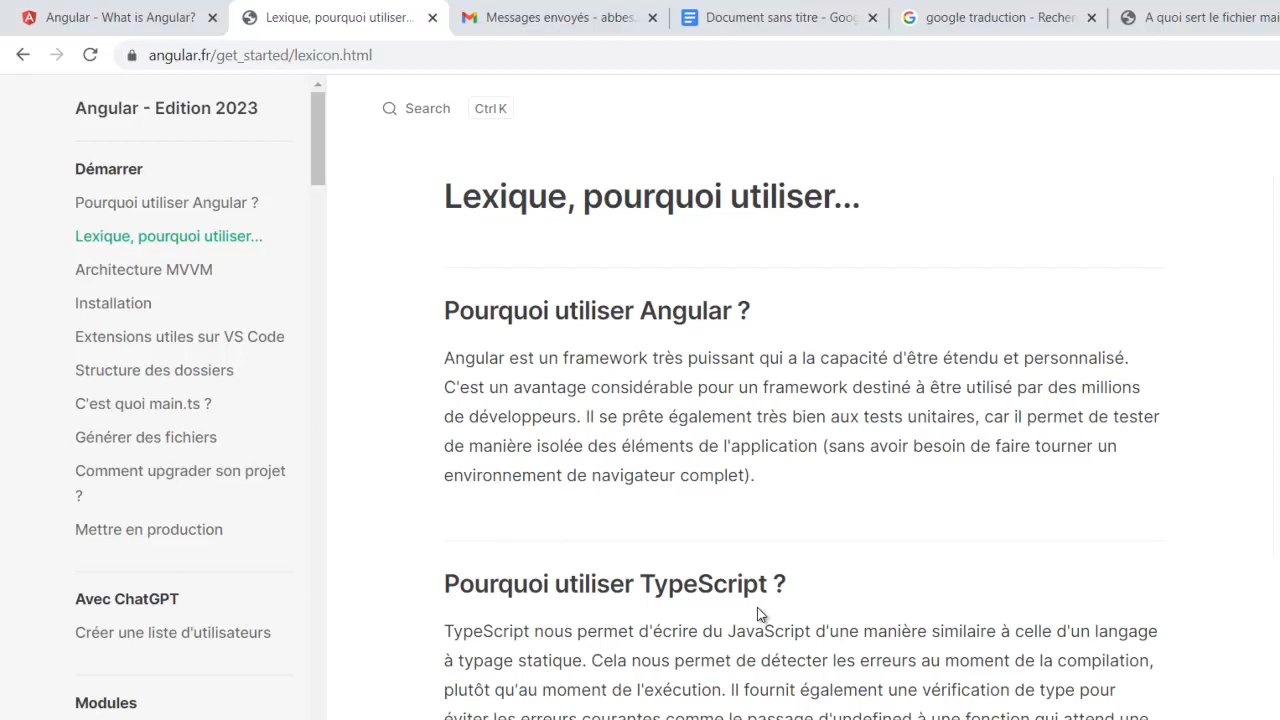 Angular - What is Angular?
Lexique, pourquoi utiliser...
Messages envoyés - abbes.
Document sans titre - Goog
google traduction - Recher
A quoi sert le fichier mai
angular.fr/get_started/lexicon.html
Angular - Edition 2023
Démarrer
Pourquoi utiliser Angular ?
Lexique, pourquoi utiliser...
Architecture MVVM
Installation
Extensions utiles sur VS Code
Structure des dossiers
C'est quoi main.ts ?
Générer des fichiers
Comment upgrader son projet
?
Mettre en production
Avec ChatGPT
Créer une liste d'utilisateurs
Modules
Search Ctrl K
Lexique, pourquoi utiliser...
Pourquoi utiliser Angular ?
Angular est un framework très puissant qui a la capacité d'être étendu et personnalisé.
C'est un avantage considérable pour un framework destiné à être utilisé par des millions
de développeurs. Il se prête également très bien aux tests unitaires, car il permet de tester
de manière isolée des éléments de l'application (sans avoir besoin de faire tourner un
environnement de navigateur complet).
Pourquoi utiliser TypeScript ?
TypeScript nous permet d'écrire du JavaScript d'une manière similaire à celle d'un langage
à typage statique. Cela nous permet de détecter les erreurs au moment de la compilation,
plutôt qu'au moment de l'exécution. Il fournit également une vérification de type pour
éviter les erreurs courantes comme le passage d'undefined à une fonction qui attend une